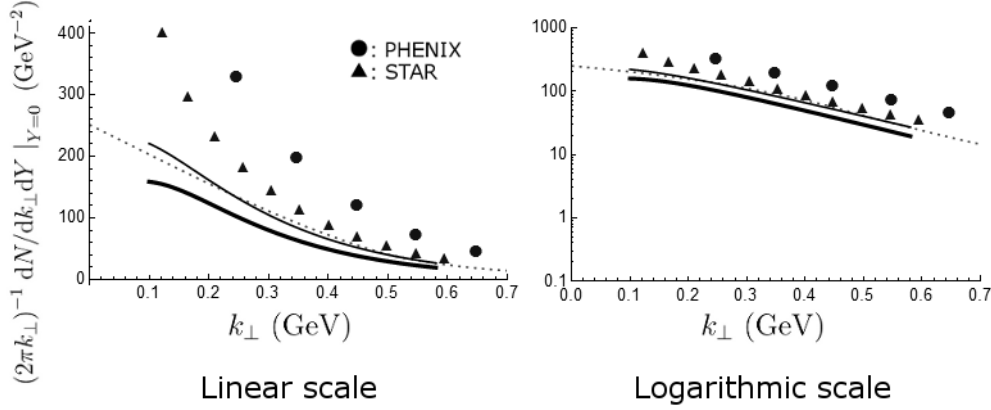 (2πk⊥)⁻¹ dN/dk⊥dY |Y=0 (GeV⁻²)
400
300
200
100
0
0.1 0.2 0.3 0.4 0.5 0.6 0.7
k⊥ (GeV)
● : PHENIX
▲ : STAR
Linear scale
1000
100
10
1
0.1
0.0 0.1 0.2 0.3 0.4 0.5 0.6 0.7
k⊥ (GeV)
Logarithmic scale